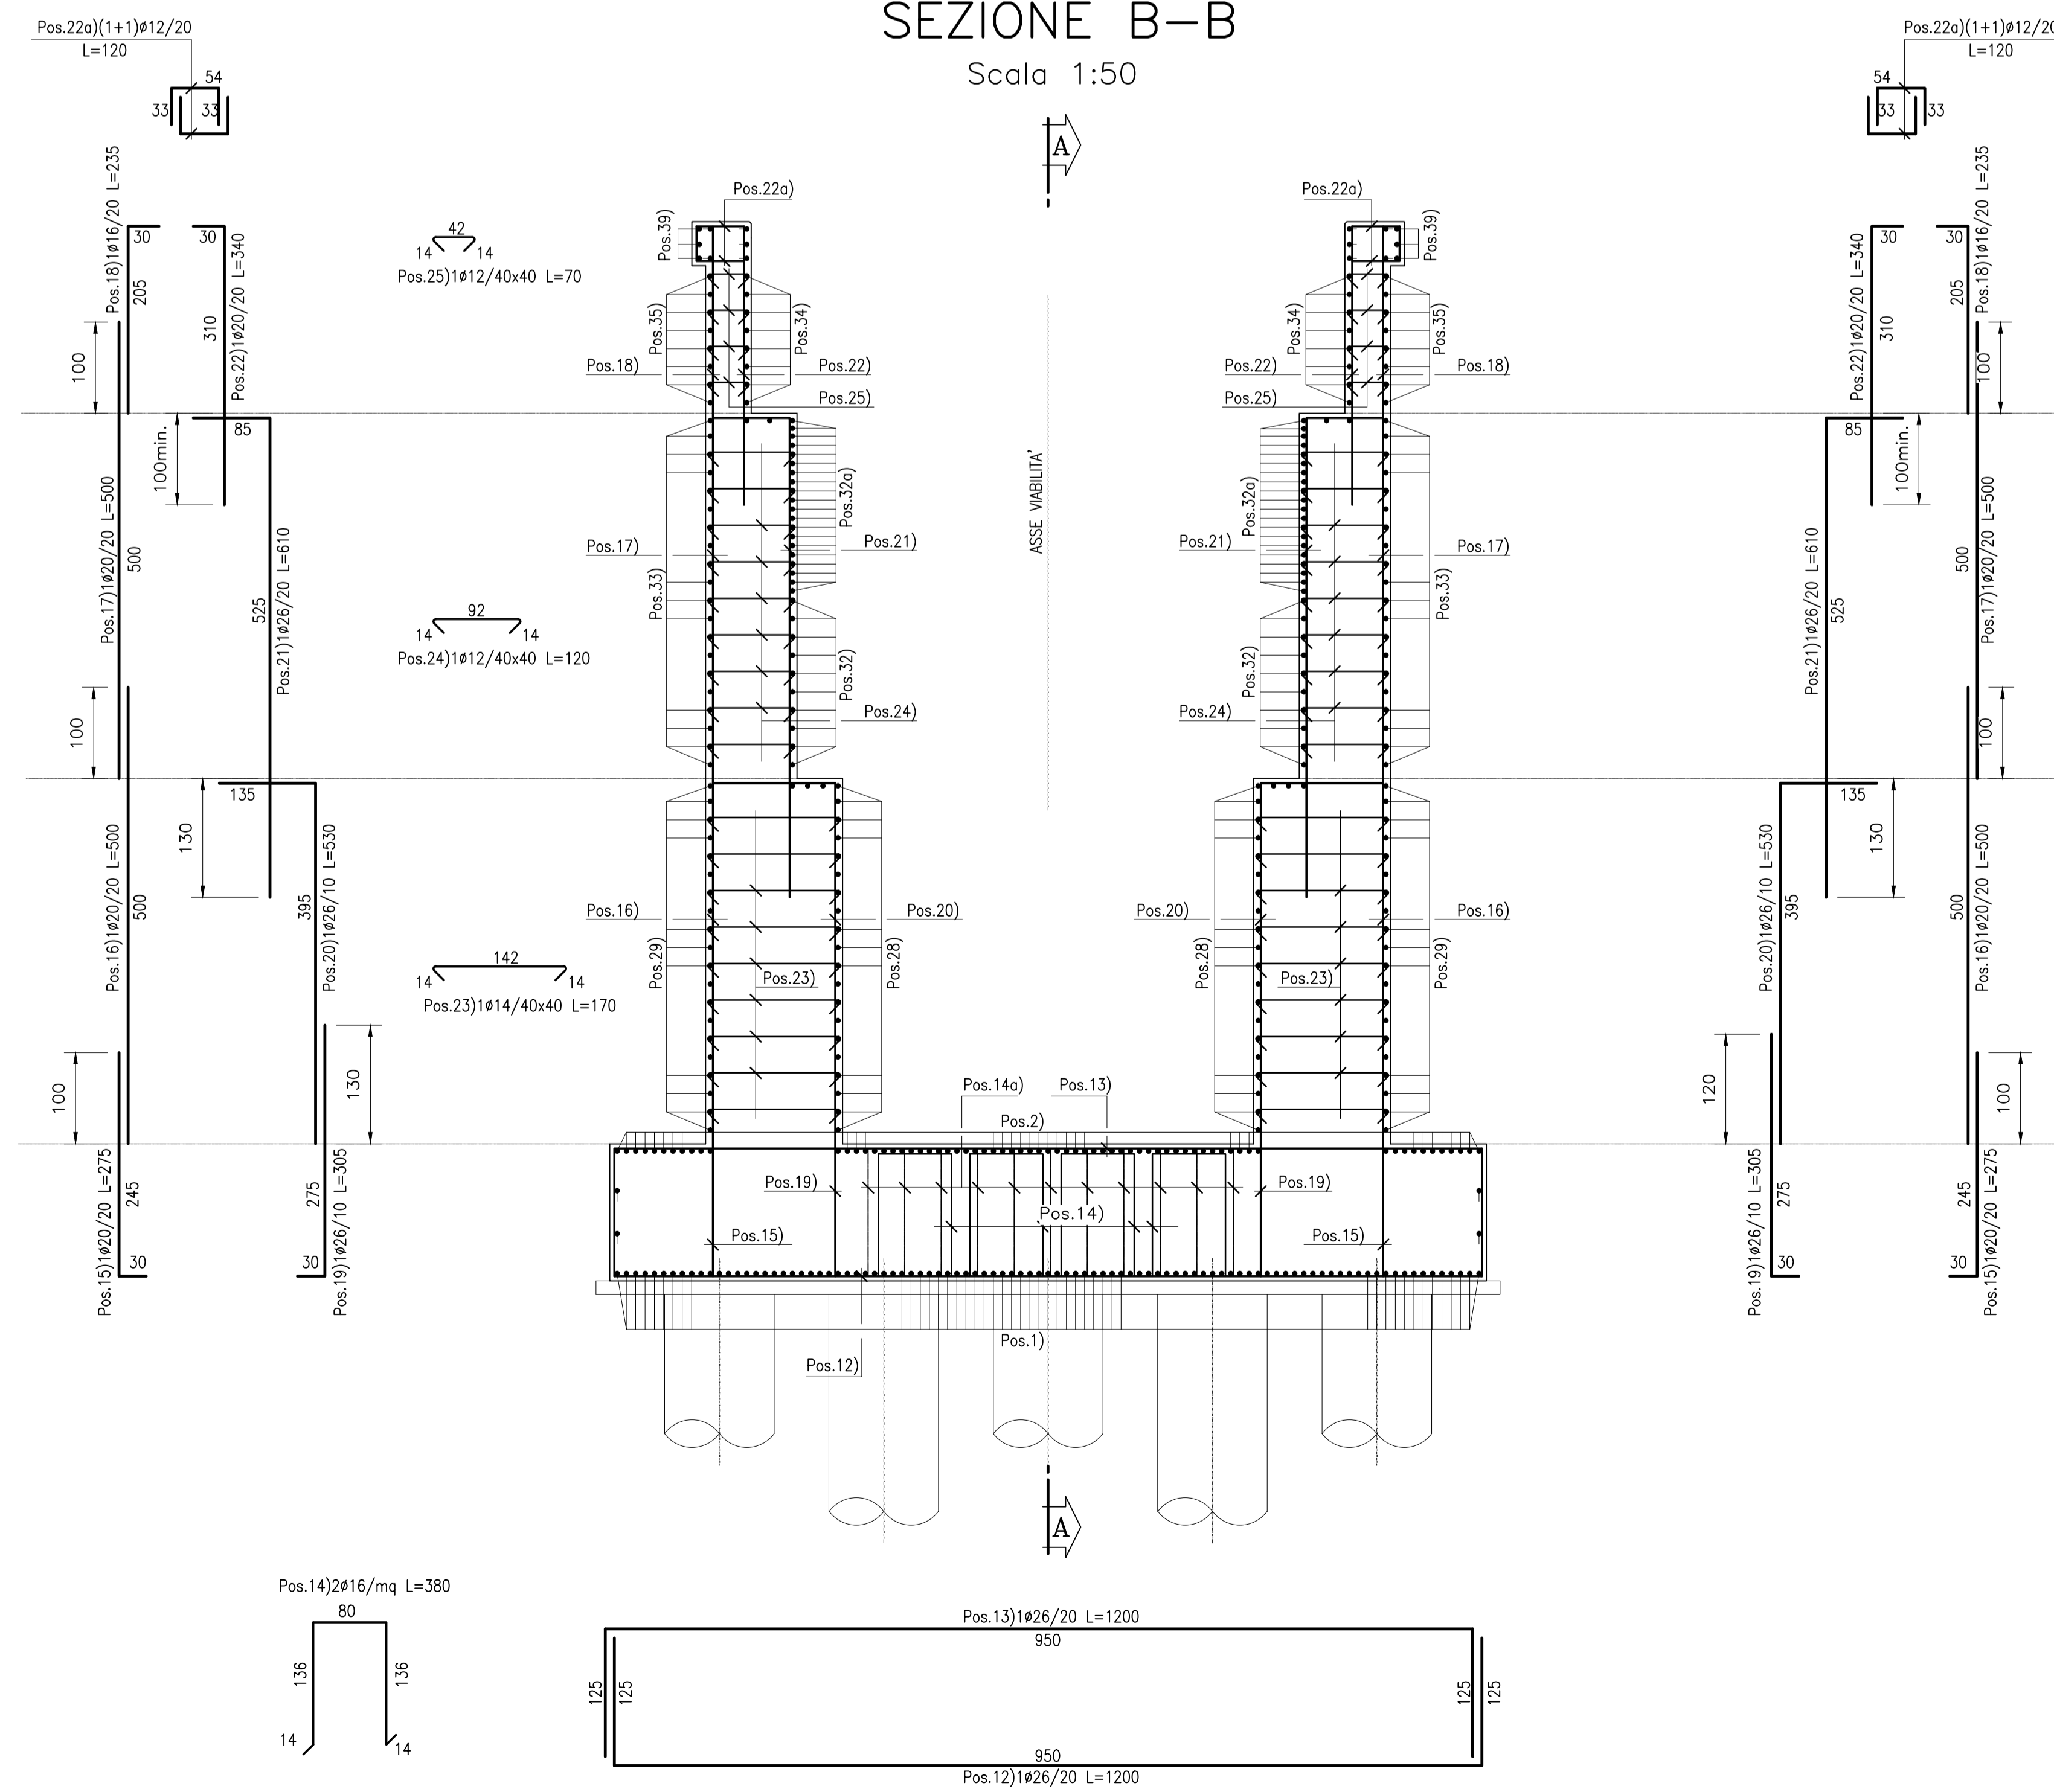 SEZIONE B-B
Scala 1:50
Pos.22a)(1+1)ø12/20
L=120
54
33
33
Pos.22a)(1+1)ø12/20
L=120
54
33
33
A
Pos.18)1ø16/20 L=235
30
205
30
310
Pos.22)1ø20/20 L=340
100
85
100min.
Pos.17)1ø20/20 L=500
500
525
Pos.21)1ø26/20 L=610
100
135
130
Pos.16)1ø20/20 L=500
500
395
Pos.20)1ø26/10 L=530
100
130
Pos.15)1ø20/20 L=275
245
30
275
30
Pos.19)1ø26/10 L=305
42
14
14
Pos.25)1ø12/40x40 L=70
92
14
14
Pos.24)1ø12/40x40 L=120
142
14
14
Pos.23)1ø14/40x40 L=170
Pos.22a)
Pos.39)
Pos.35)
Pos.34)
Pos.18)
Pos.22)
Pos.25)
Pos.32a)
Pos.17)
Pos.21)
Pos.33)
Pos.32)
Pos.24)
Pos.16)
Pos.20)
Pos.29)
Pos.28)
Pos.23)
ASSE VIABILITA'
Pos.22a)
Pos.39)
Pos.34)
Pos.35)
Pos.22)
Pos.18)
Pos.25)
Pos.32a)
Pos.21)
Pos.17)
Pos.33)
Pos.32)
Pos.24)
Pos.20)
Pos.16)
Pos.28)
Pos.29)
Pos.23)
Pos.14a)
Pos.13)
Pos.2)
Pos.19)
Pos.19)
Pos.14)
Pos.15)
Pos.15)
Pos.1)
Pos.12)
A
30
30
Pos.18)1ø16/20 L=235
205
Pos.22)1ø20/20 L=340
310
100
85
100min.
Pos.17)1ø20/20 L=500
500
Pos.21)1ø26/20 L=610
525
100
135
130
Pos.20)1ø26/10 L=530
395
500
Pos.16)1ø20/20 L=500
120
100
Pos.19)1ø26/10 L=305
275
30
245
30
Pos.15)1ø20/20 L=275
Pos.14)2ø16/mq L=380
80
136
136
14
14
Pos.13)1ø26/20 L=1200
950
125
125
125
125
950
Pos.12)1ø26/20 L=1200